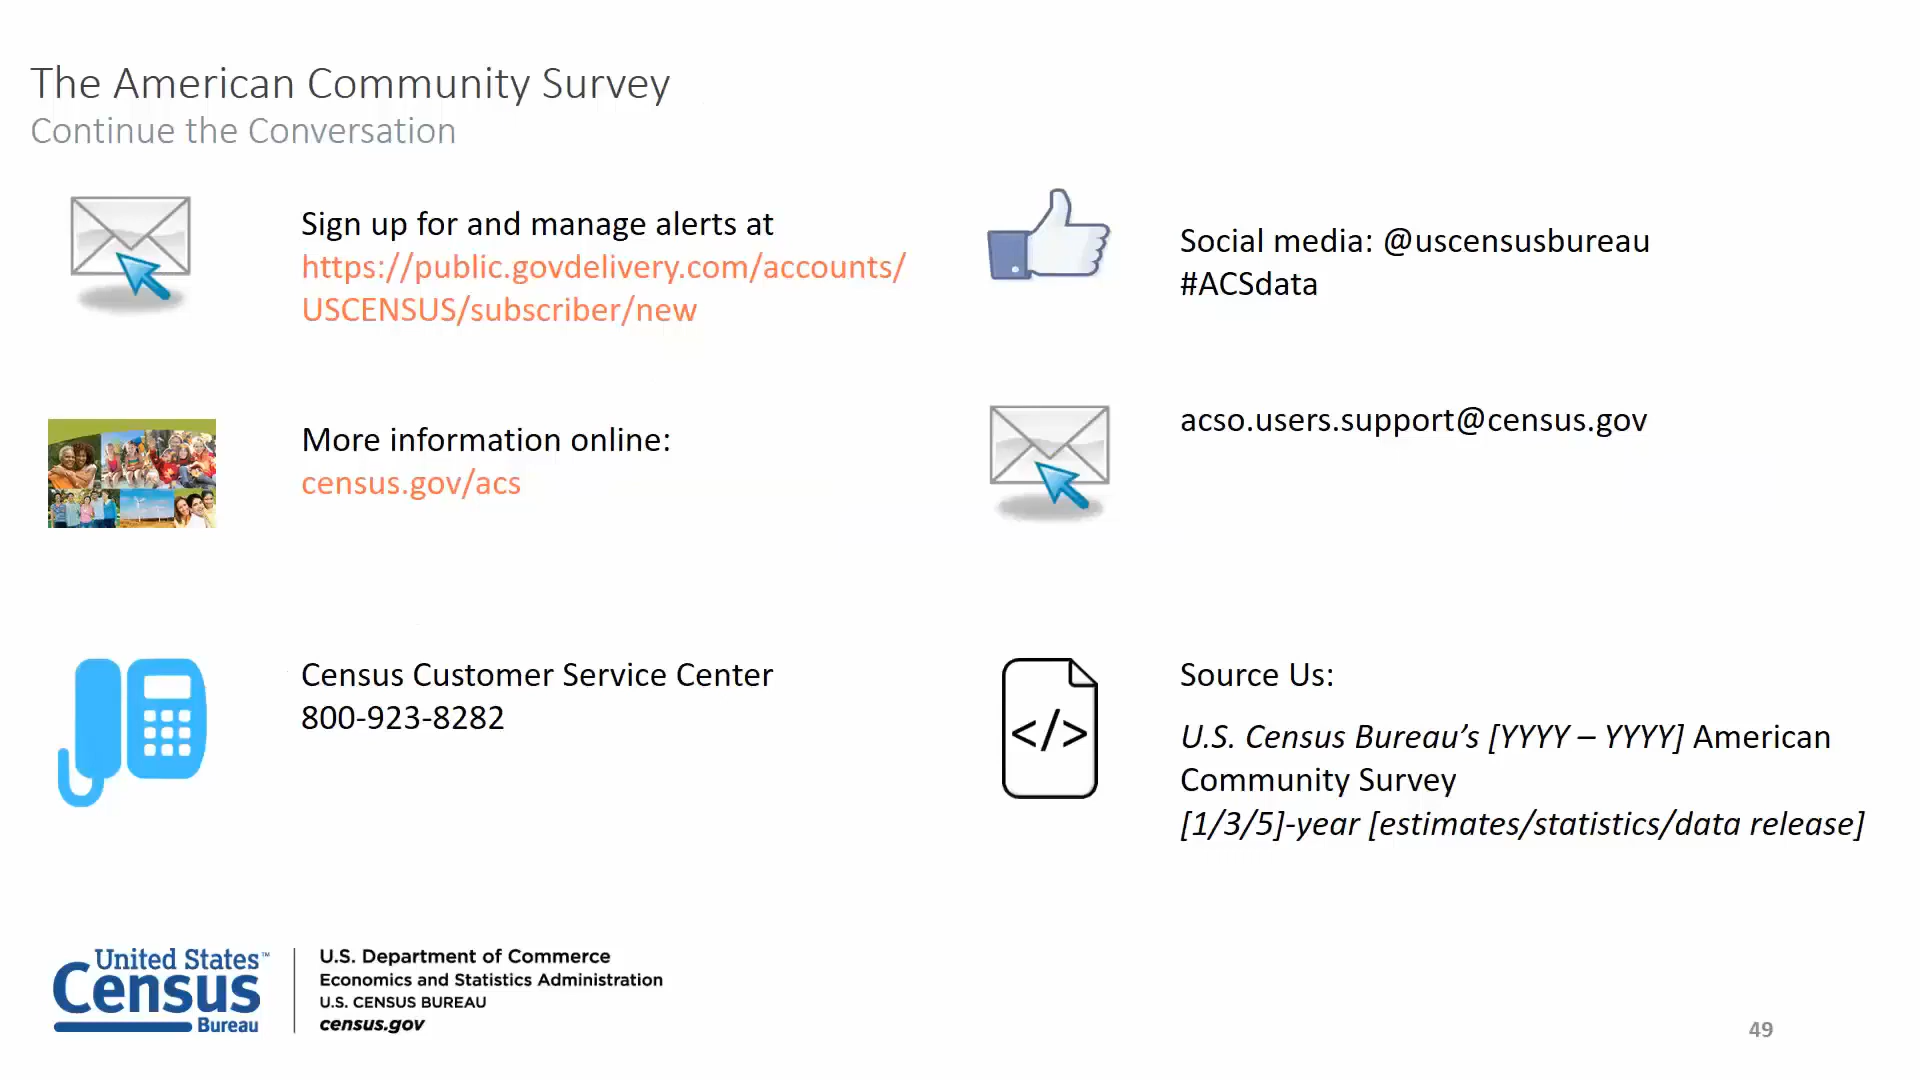 The American Community Survey
Continue the Conversation
Sign up for and manage alerts at
https://public.govdelivery.com/accounts/
USCENSUS/subscriber/new
Social media: @uscensusbureau
#ACSdata
More information online:
census.gov/acs
acso.users.support@census.gov
Census Customer Service Center
800-923-8282
</>
Source Us:
U.S. Census Bureau’s [YYYY – YYYY] American
Community Survey
[1/3/5]-year [estimates/statistics/data release]
United States™
Census
Bureau
U.S. Department of Commerce
Economics and Statistics Administration
U.S. CENSUS BUREAU
census.gov
49